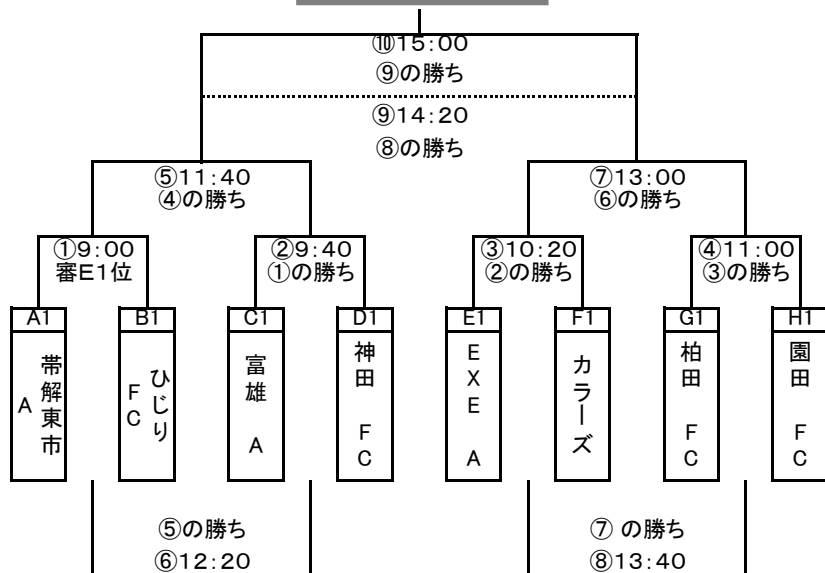 ⑩15:00
⑨の勝ち
⑨14:20
⑧の勝ち
⑤11:40
④の勝ち
⑦13:00
⑥の勝ち
①9:00
審E1位
②9:40
①の勝ち
③10:20
②の勝ち
④11:00
③の勝ち
A1
B1
C1
D1
E1
F1
G1
H1
帯解東市
A
ひじり
FC
富雄 A
神田 FC
EXE A
カラーズ
柏田 FC
園田 FC
⑤の勝ち
⑥12:20
⑦ の勝ち
⑧13:40